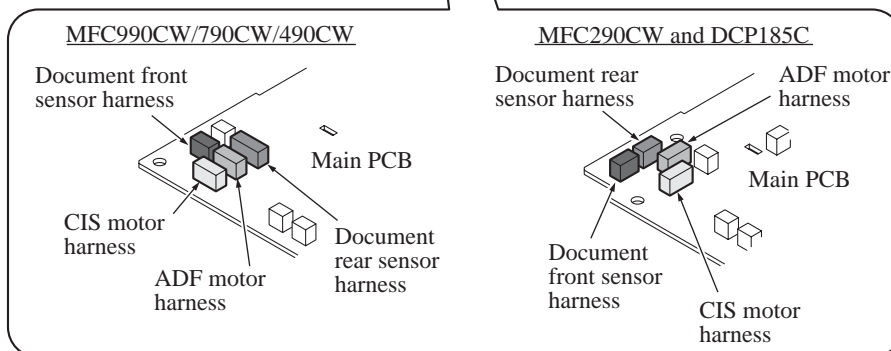 MFC990CW/790CW/490CW
Document front
sensor harness
Main PCB
CIS motor
harness
ADF motor
harness
Document
rear sensor
harness
MFC290CW and DCP185C
Document rear
sensor harness
ADF motor
harness
Main PCB
Document
front sensor
harness
CIS motor
harness